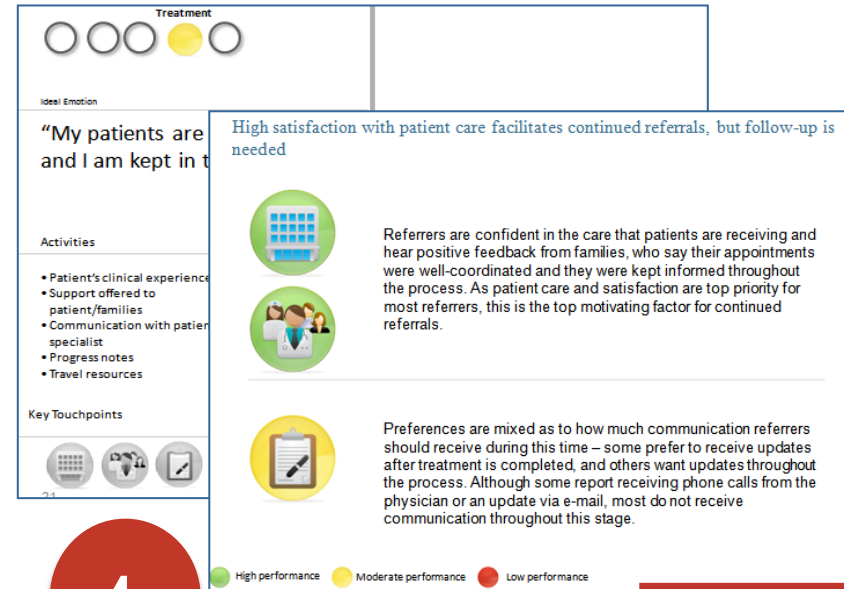 Treatment
Ideal Emotion
“My patients are
and I am kept in t
Activities
• Patient's clinical experience
• Support offered to
patient/families
• Communication with patien
specialist
• Progress notes
• Travel resources
Key Touchpoints
High satisfaction with patient care facilitates continued referrals, but follow-up is
needed
Referrers are confident in the care that patients are receiving and
hear positive feedback from families, who say their appointments
were well-coordinated and they were kept informed throughout
the process. As patient care and satisfaction are top priority for
most referrers, this is the top motivating factor for continued
referrals.
Preferences are mixed as to how much communication referrers
should receive during this time – some prefer to receive updates
after treatment is completed, and others want updates throughout
the process. Although some report receiving phone calls from the
physician or an update via e-mail, most do not receive
communication throughout this stage.
High performance Moderate performance Low performance